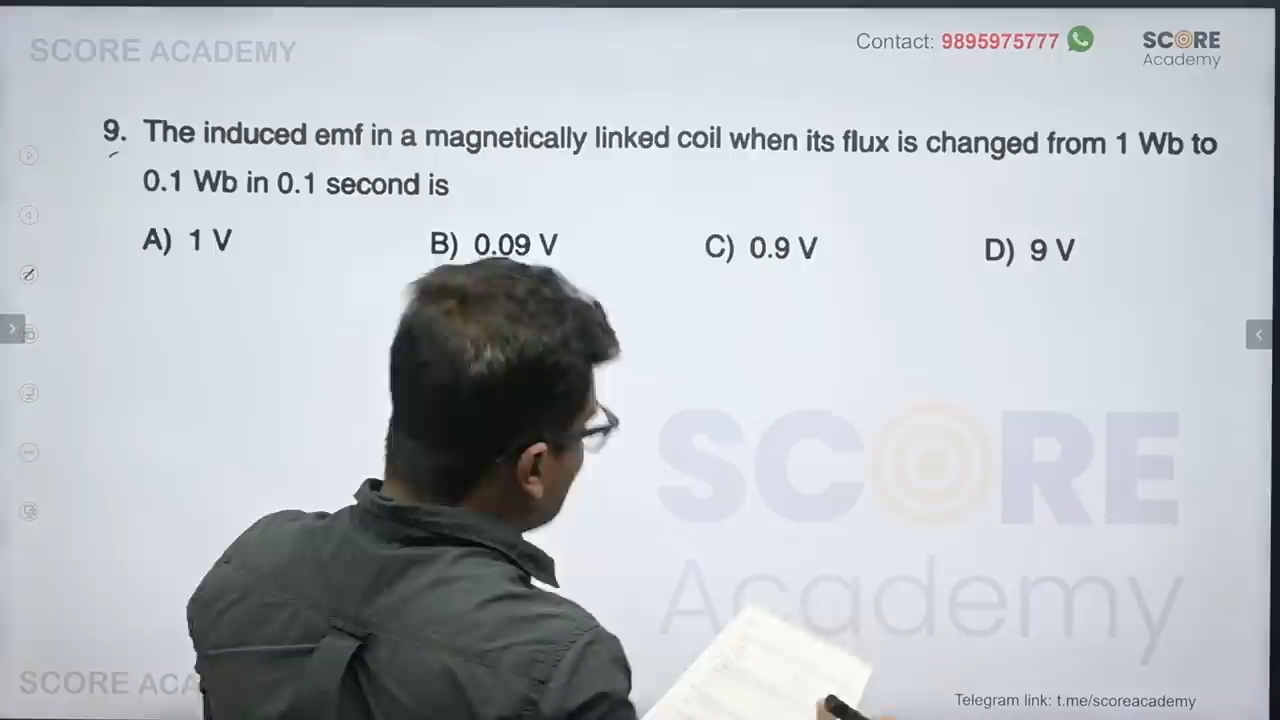 SCORE ACADEMY
Contact: 9895975777
SCORE
Academy
9. The induced emf in a magnetically linked coil when its flux is changed from 1 Wb to
0.1 Wb in 0.1 second is
A) 1 V B) 0.09 V C) 0.9 V D) 9 V
SCORE
Academy
SCORE ACA
Telegram link: t.me/scoreacademy